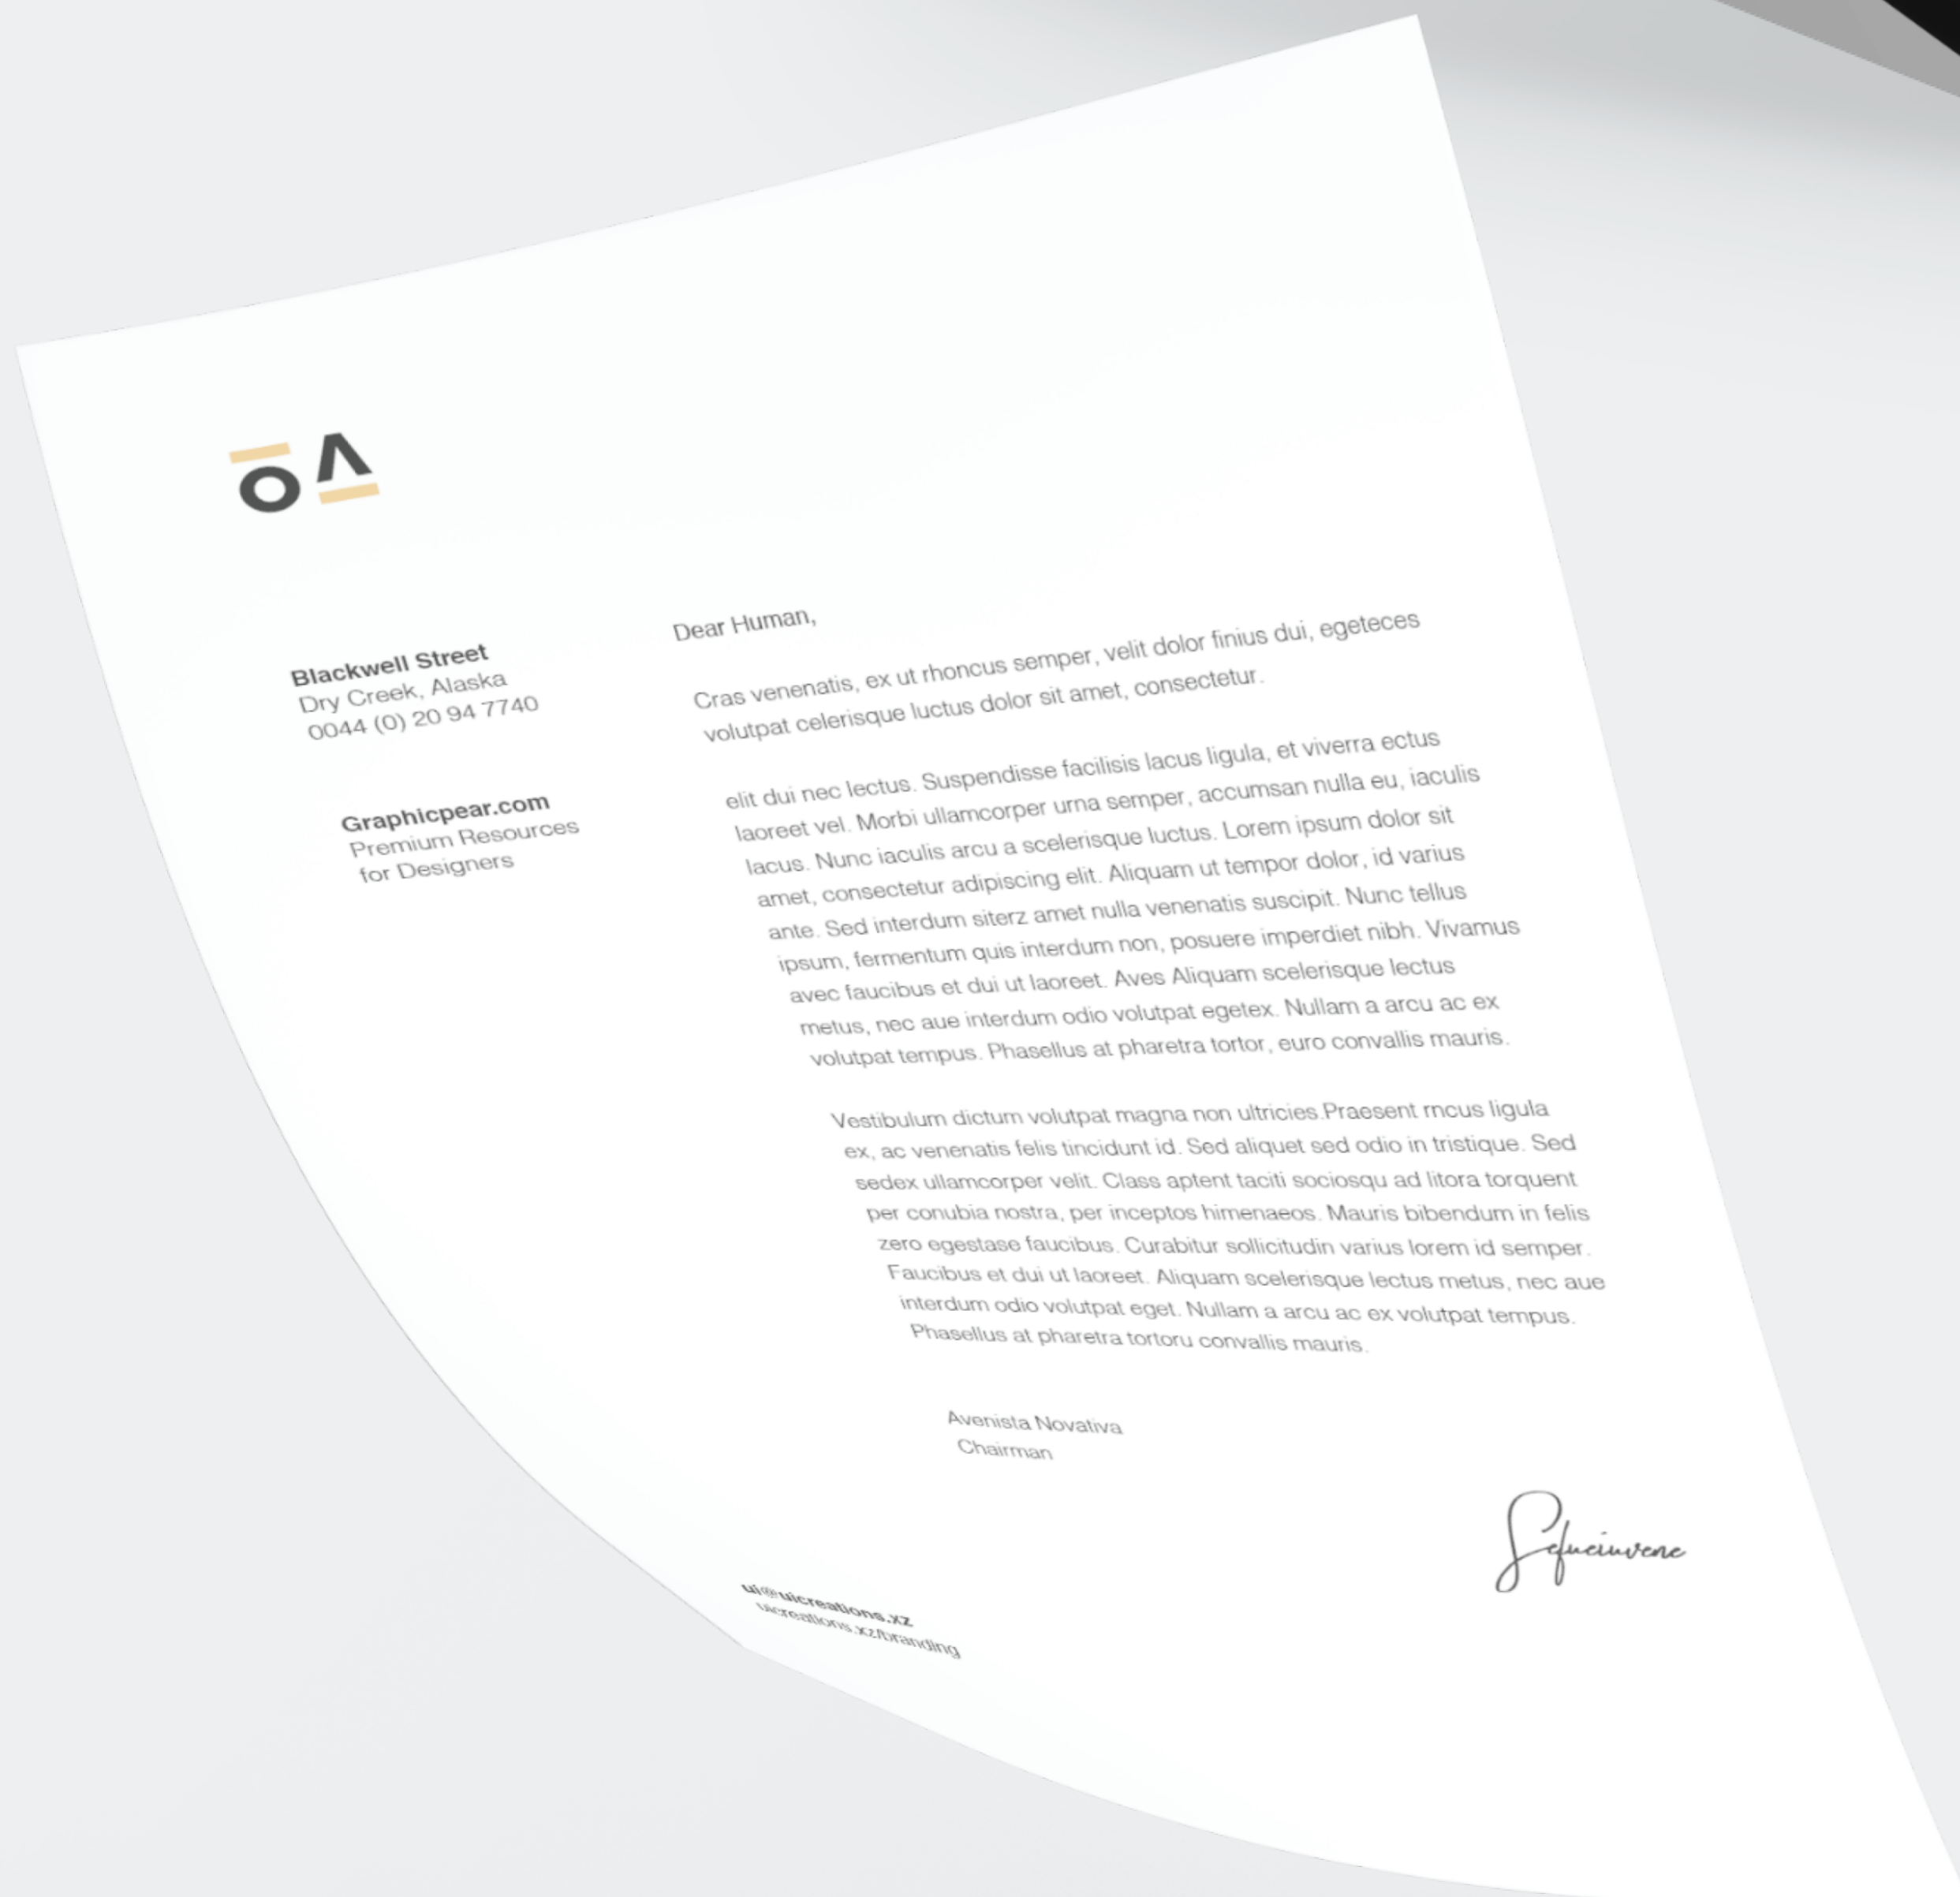 ōA
Blackwell Street
Dry Creek, Alaska
0044 (0) 20 94 7740
Graphicpear.com
Premium Resources
for Designers
Dear Human,
Cras venenatis, ex ut rhoncus semper, velit dolor finius dui, egeteces
volutpat celerisque luctus dolor sit amet, consectetur.
elit dui nec lectus. Suspendisse facilisis lacus ligula, et viverra ectus
laoreet vel. Morbi ullamcorper urna semper, accumsan nulla eu, iaculis
lacus. Nunc iaculis arcu a scelerisque luctus. Lorem ipsum dolor sit
amet, consectetur adipiscing elit. Aliquam ut tempor dolor, id varius
ante. Sed interdum siterz amet nulla venenatis suscipit. Nunc tellus
ipsum, fermentum quis interdum non, posuere imperdiet nibh. Vivamus
avec faucibus et dui ut laoreet. Aves Aliquam scelerisque lectus
metus, nec aue interdum odio volutpat egetex. Nullam a arcu ac ex
volutpat tempus. Phasellus at pharetra tortor, euro convallis mauris.
Vestibulum dictum volutpat magna non ultricies.Praesent rncus ligula
ex, ac venenatis felis tincidunt id. Sed aliquet sed odio in tristique. Sed
sedex ullamcorper velit. Class aptent taciti sociosqu ad litora torquent
per conubia nostra, per inceptos himenaeos. Mauris bibendum in felis
zero egestase faucibus. Curabitur sollicitudin varius lorem id semper.
Faucibus et dui ut laoreet. Aliquam scelerisque lectus metus, nec aue
interdum odio volutpat eget. Nullam a arcu ac ex volutpat tempus.
Phasellus at pharetra tortoru convallis mauris.
Avenista Novativa
Chairman
ui@uicreations.xz
uicreations.xz/branding